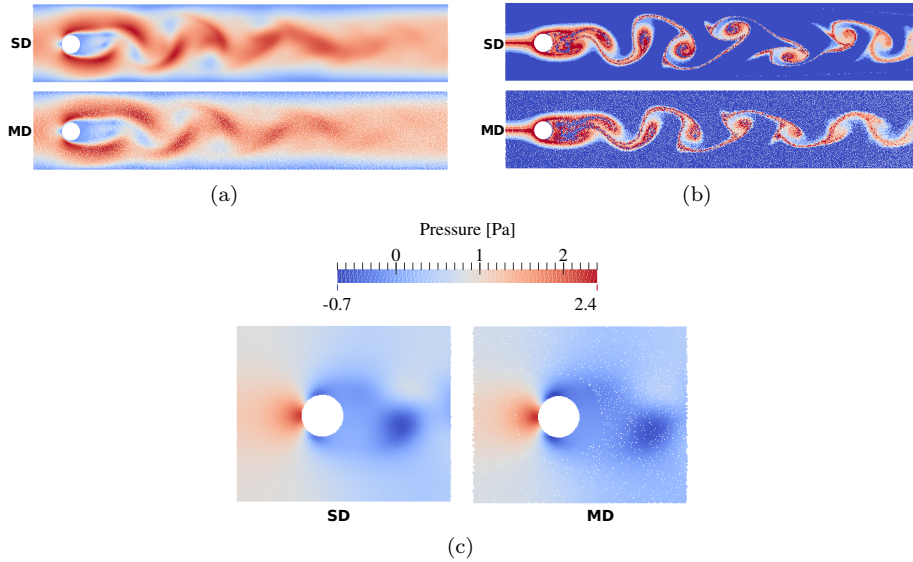 SD
SD
MD
MD
(a)
(b)
Pressure [Pa]
0 1 2
-0.7 2.4
SD MD
(c)